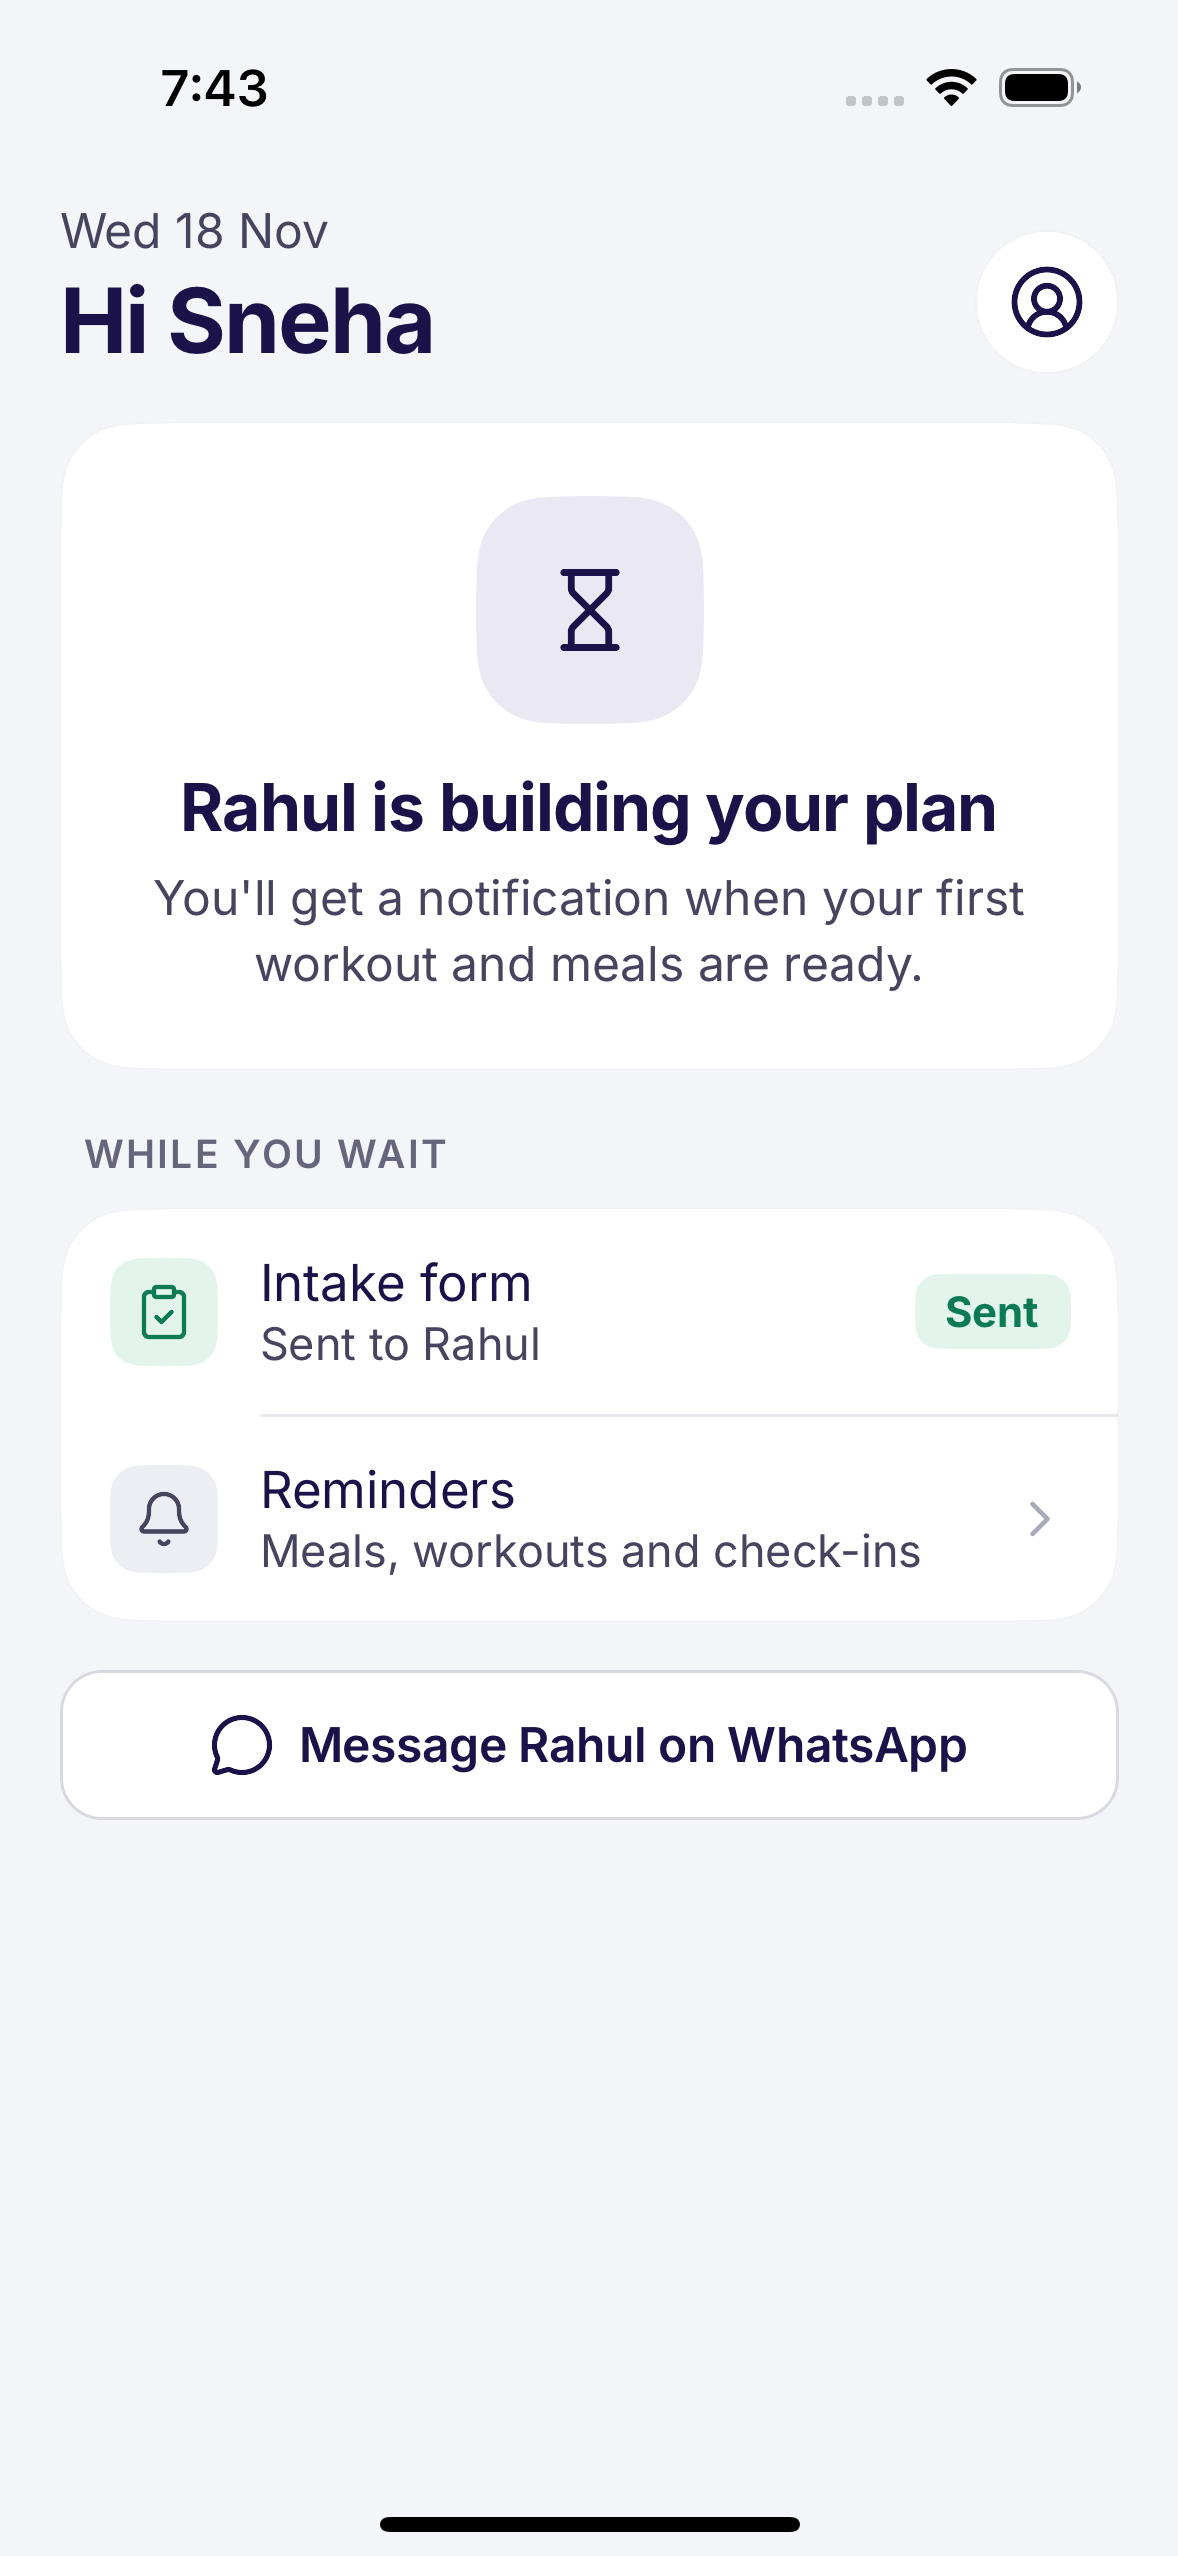 7:43
Wed 18 Nov
Hi Sneha
Rahul is building your plan
You'll get a notification when your first
workout and meals are ready.
WHILE YOU WAIT
Intake form
Sent to Rahul
Sent
Reminders
Meals, workouts and check-ins
Message Rahul on WhatsApp